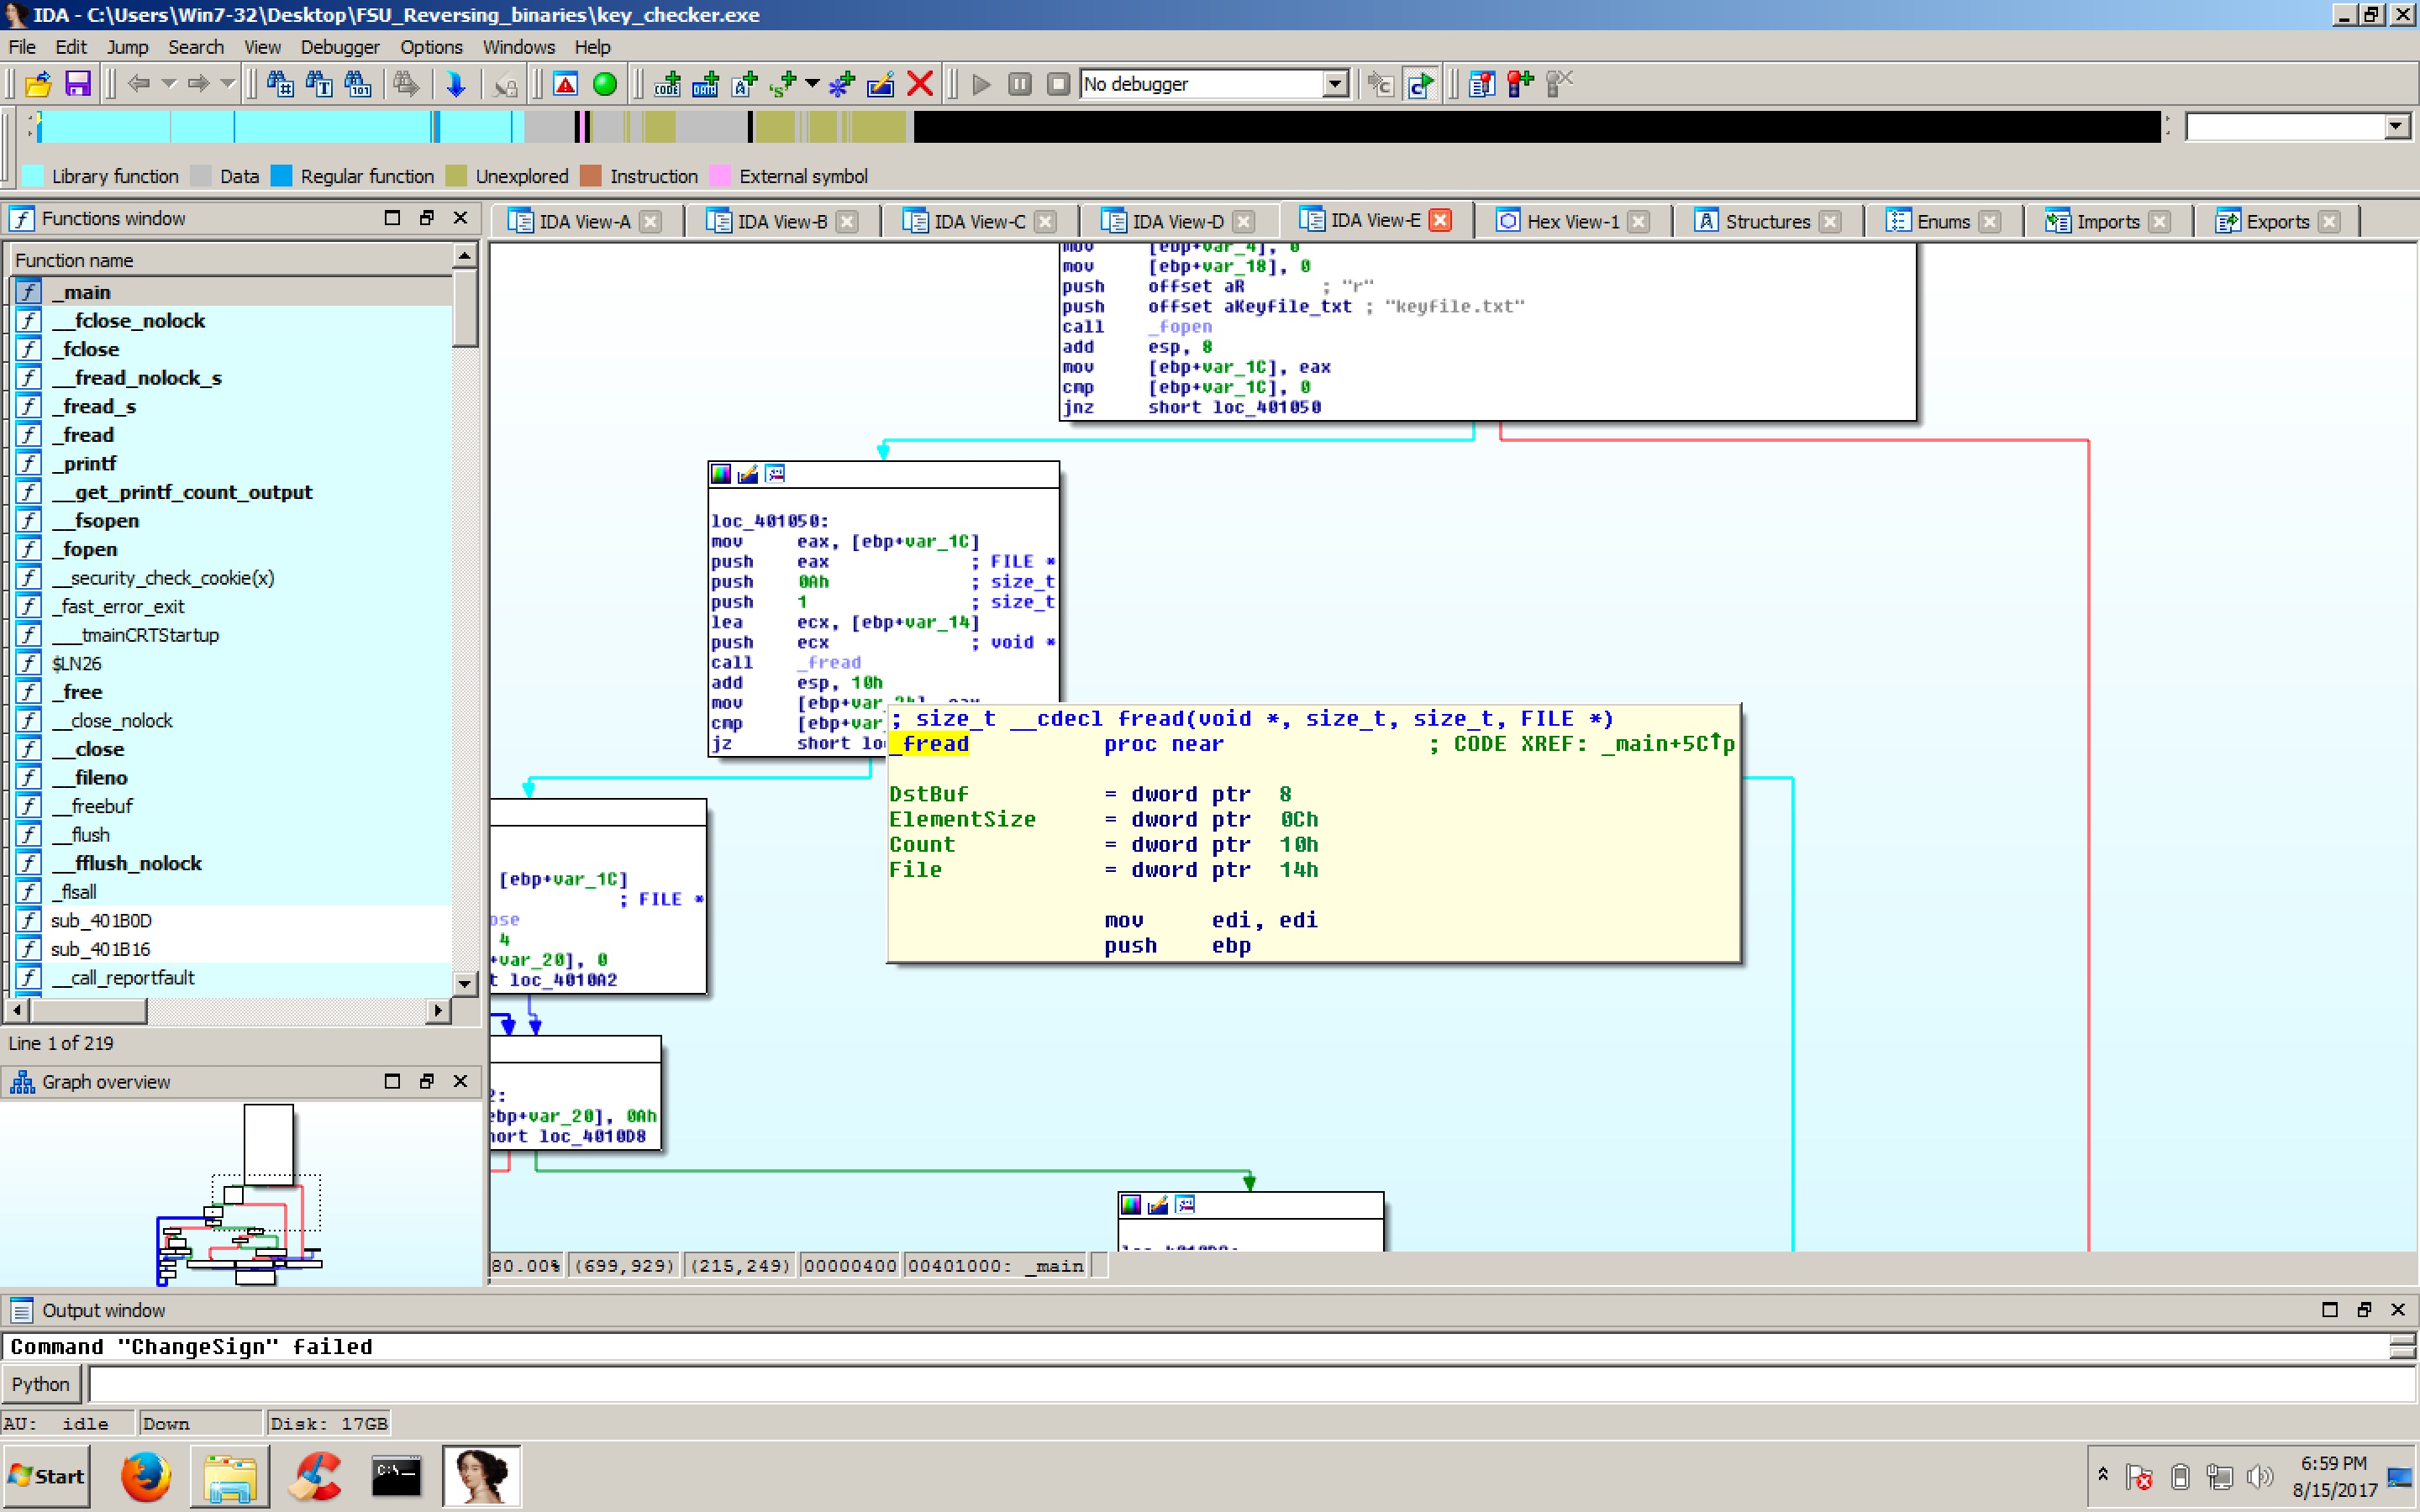 IDA - C:\Users\Win7-32\Desktop\FSU_Reversing_binaries\key_checker.exe
File Edit Jump Search View Debugger Options Windows Help
No debugger
Library function Data Regular function Unexplored Instruction External symbol
Functions window
Function name
_main
__fclose_nolock
_fclose
__fread_nolock_s
_fread_s
_fread
_printf
__get_printf_count_output
__fsopen
_fopen
__security_check_cookie(x)
_fast_error_exit
___tmainCRTStartup
$LN26
_free
__close_nolock
__close
__fileno
__freebuf
__flush
__fflush_nolock
_flsall
sub_401B0D
sub_401B16
__call_reportfault
Line 1 of 219
Graph overview
IDA View-A IDA View-B IDA View-C IDA View-D IDA View-E Hex View-1 Structures Enums Imports Exports
mov [ebp+var_4], 0
mov [ebp+var_18], 0
push offset aR ; "r"
push offset aKeyfile_txt ; "keyfile.txt"
call _fopen
add esp, 8
mov [ebp+var_1C], eax
cmp [ebp+var_1C], 0
jnz short loc_401050
loc_401050:
mov eax, [ebp+var_1C]
push eax ; FILE *
push 0Ah ; size_t
push 1 ; size_t
lea ecx, [ebp+var_14]
push ecx ; void *
call _fread
add esp, 10h
mov [ebp+var_24], eax
cmp [ebp+var
jz short lo
; size_t __cdecl fread(void *, size_t, size_t, FILE *)
_fread proc near ; CODE XREF: _main+5C↑p
DstBuf = dword ptr 8
ElementSize = dword ptr 0Ch
Count = dword ptr 10h
File = dword ptr 14h
mov edi, edi
push ebp
[ebp+var_1C]
; FILE *
ose
4
+var_20], 0
t loc_4010A2
2:
ebp+var_20], 0Ah
hort loc_4010D8
80.00% (699,929) (215,249) 00000400 00401000: _main
Output window
Command "ChangeSign" failed
Python
AU: idle Down Disk: 17GB
Start
C:\_
6:59 PM
8/15/2017